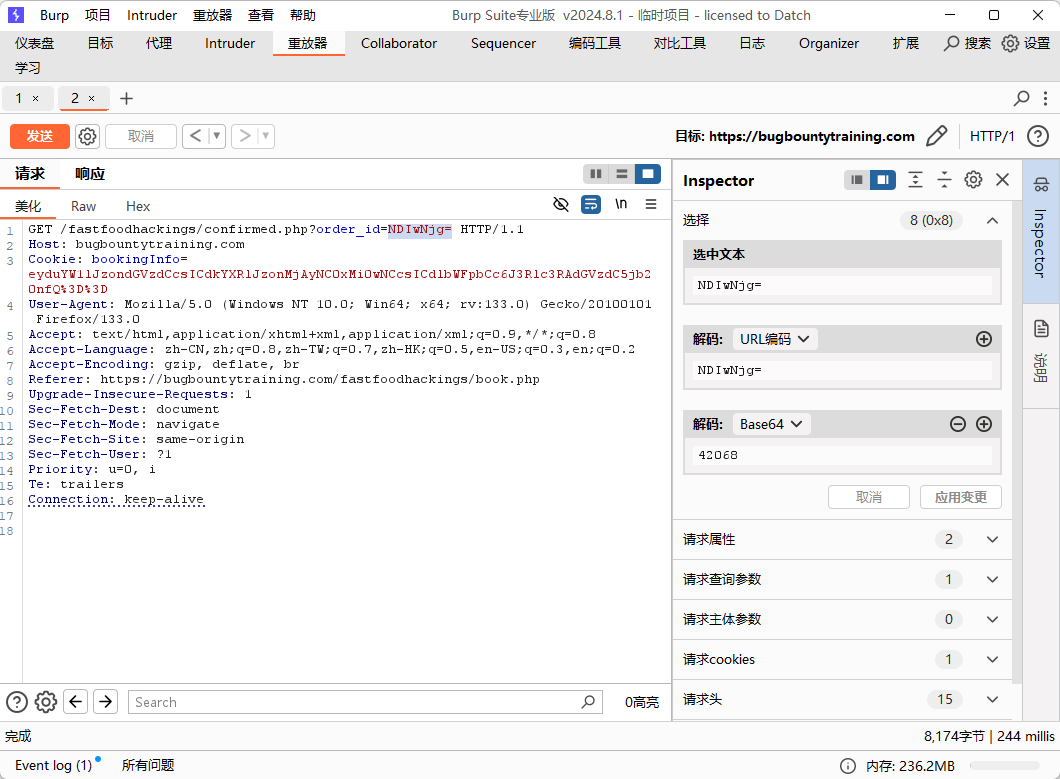 Burp 项目 Intruder 重放器 查看 帮助 Burp Suite专业版 v2024.8.1 - 临时项目 - licensed to Datch
仪表盘 目标 代理 Intruder 重放器 Collaborator Sequencer 编码工具 对比工具 日志 Organizer 扩展 搜索 设置
学习
1 × 2 × +
发送 取消 < > 目标: https://bugbountytraining.com HTTP/1
请求 响应
美化 Raw Hex \n
1 GET /fastfoodhackings/confirmed.php?order_id=NDIwNjg= HTTP/1.1
2 Host: bugbountytraining.com
3 Cookie: bookingInfo=
eyduYW1lJzondGVzdCcsICdkYXRlJzonMjAyNC0xMi0wNCcsICdlbWFpbCc6J3Rlc3RAdGVzdC5jb2
0nfQ%3D%3D
4 User-Agent: Mozilla/5.0 (Windows NT 10.0; Win64; x64; rv:133.0) Gecko/20100101
Firefox/133.0
5 Accept: text/html,application/xhtml+xml,application/xml;q=0.9,*/*;q=0.8
6 Accept-Language: zh-CN,zh;q=0.8,zh-TW;q=0.7,zh-HK;q=0.5,en-US;q=0.3,en;q=0.2
7 Accept-Encoding: gzip, deflate, br
8 Referer: https://bugbountytraining.com/fastfoodhackings/book.php
9 Upgrade-Insecure-Requests: 1
10 Sec-Fetch-Dest: document
11 Sec-Fetch-Mode: navigate
12 Sec-Fetch-Site: same-origin
13 Sec-Fetch-User: ?1
14 Priority: u=0, i
15 Te: trailers
16 Connection: keep-alive
17
18
Search 0高亮
Inspector
选择 8 (0x8)
选中文本
NDIwNjg=
解码: URL编码
NDIwNjg=
解码: Base64
42068
取消 应用变更
请求属性 2
请求查询参数 1
请求主体参数 0
请求cookies 1
请求头 15
Inspector
说明
完成 8,174字节 | 244 millis
Event log (1) 所有问题 内存: 236.2MB